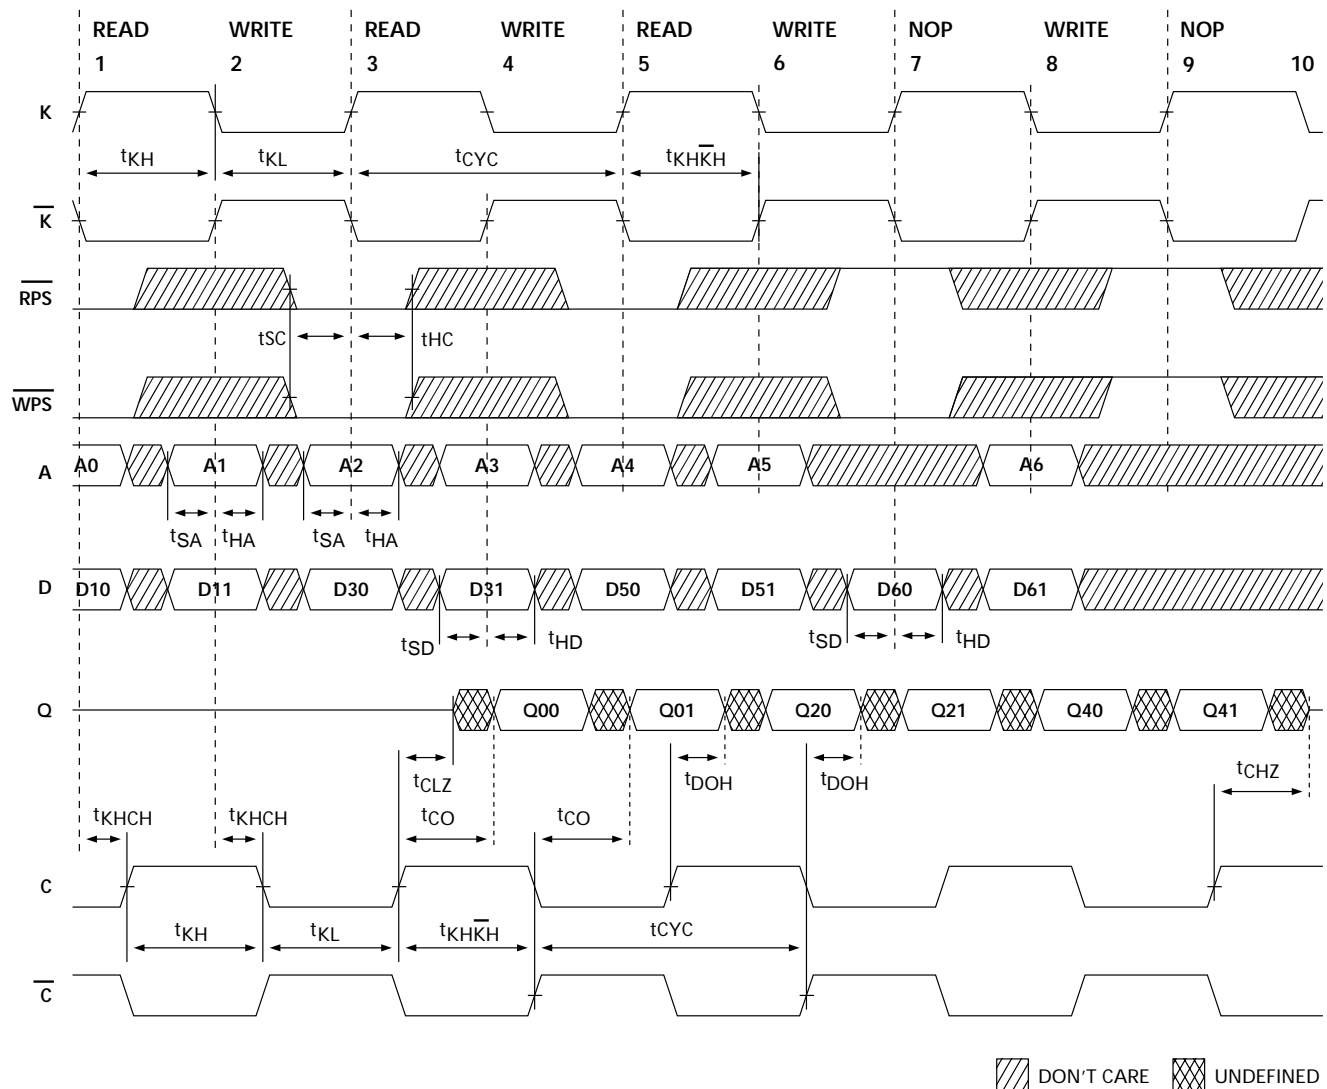 READ WRITE READ WRITE READ WRITE NOP WRITE NOP
1 2 3 4 5 6 7 8 9 10
K
tKH tKL tCYC tKHK̅H
K̅
R̅P̅S̅
tSC tHC
W̅P̅S̅
A A0 A1 A2 A3 A4 A5 A6
tSA tHA tSA tHA
D D10 D11 D30 D31 D50 D51 D60 D61
tSD tHD tSD tHD
Q Q00 Q01 Q20 Q21 Q40 Q41
tCLZ tDOH tDOH tCHZ
tKHCH tKHCH tCO tCO
C
tKH tKL tKHK̅H tCYC
C̅
DON'T CARE UNDEFINED